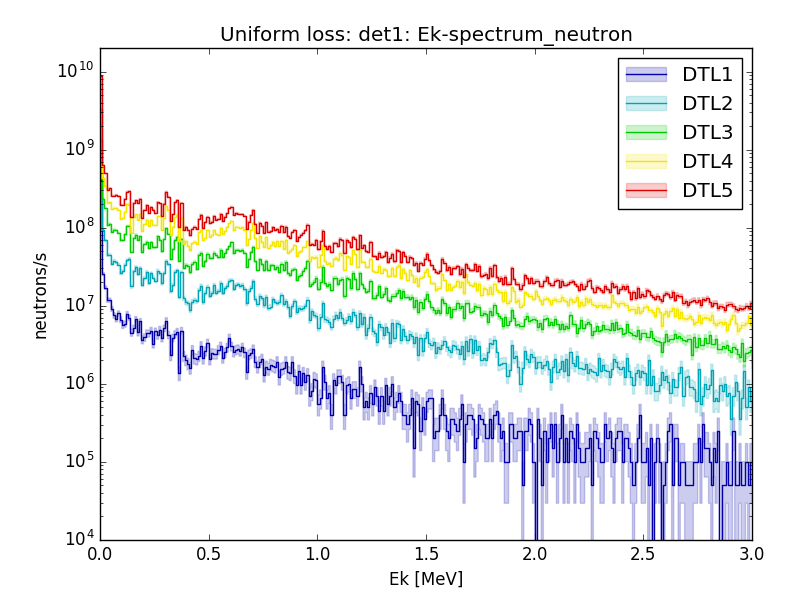 Uniform loss: det1: Ek-spectrum_neutron
DTL1
DTL2
DTL3
DTL4
DTL5
neutrons/s
10^10
10^9
10^8
10^7
10^6
10^5
10^4
0.0 0.5 1.0 1.5 2.0 2.5 3.0
Ek [MeV]